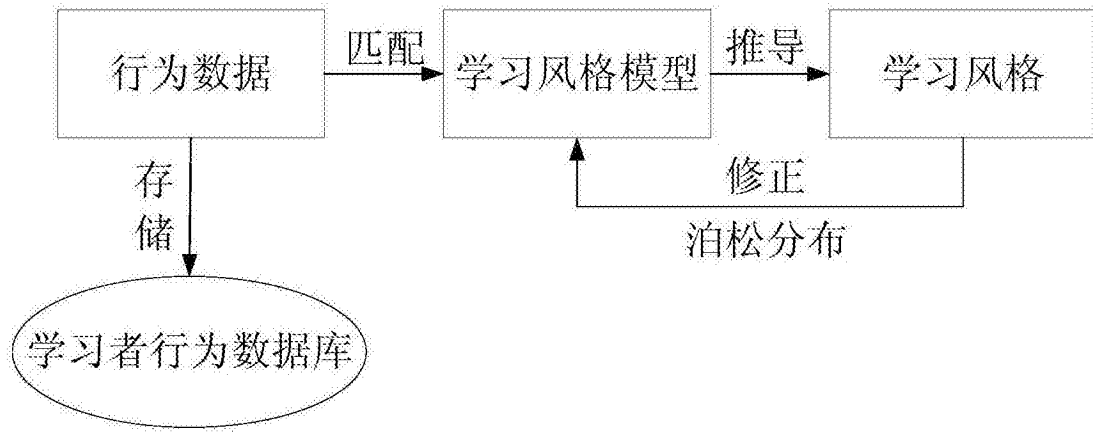 行为数据
匹配
学习风格模型
推导
学习风格
存
储
修正
泊松分布
学习者行为数据库